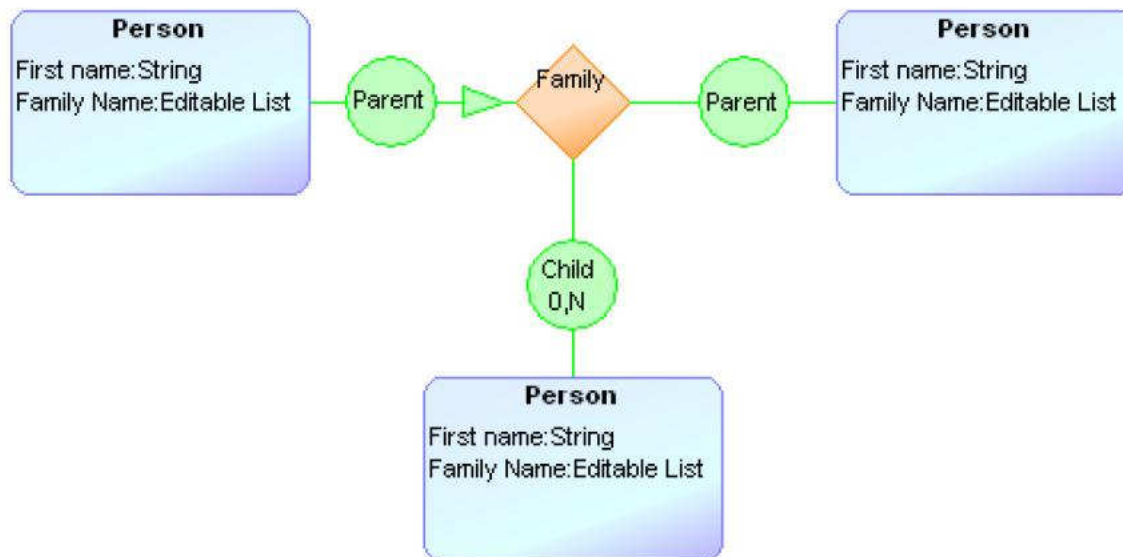 Person
First name:String
Family Name:Editable List
Parent
Family
Parent
Person
First name:String
Family Name:Editable List
Child
0,N
Person
First name:String
Family Name:Editable List